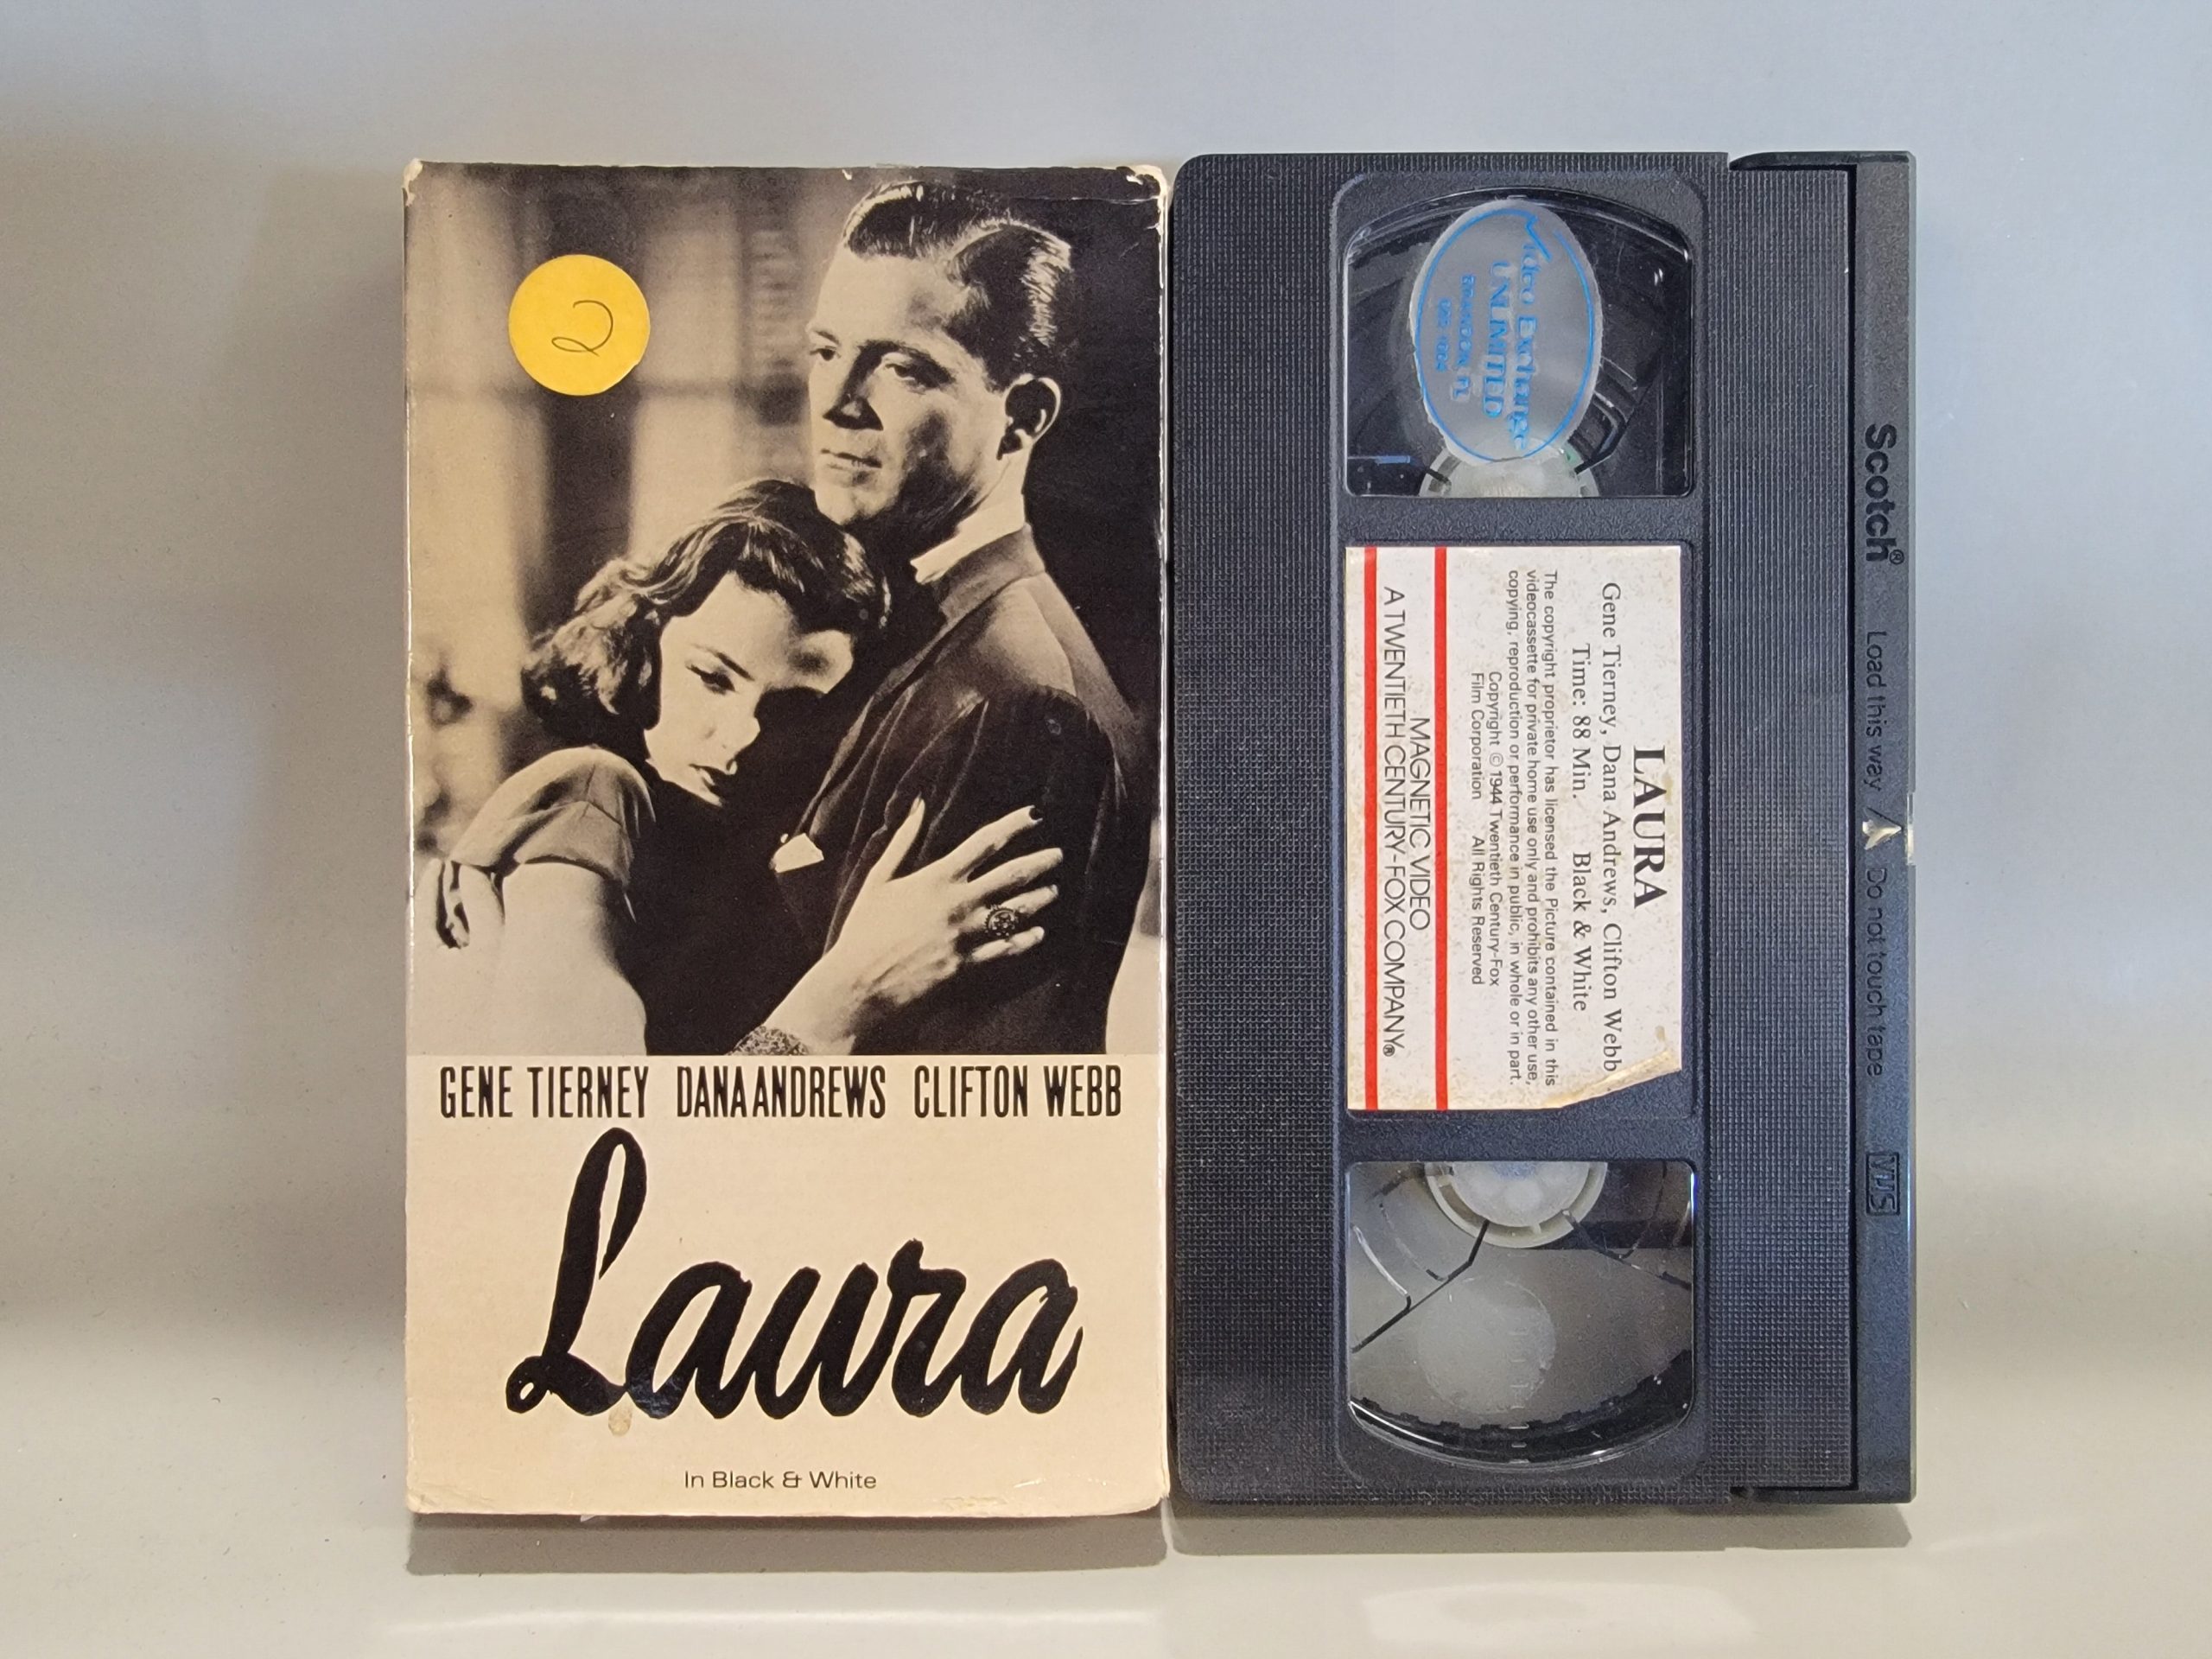 2
GENE TIERNEY DANA ANDREWS CLIFTON WEBB
Laura
In Black & White
Video Exchange
UNLIMITED
LAURA
Gene Tierney, Dana Andrews, Clifton Webb
Time: 88 Min. Black & White
The copyright proprietor has licensed the Picture contained in this
videocassette for private home use only and prohibits any other use,
copying, reproduction or performance in public, in whole or in part.
Copyright © 1944 Twentieth Century-Fox
Film Corporation All Rights Reserved
MAGNETIC VIDEO
A TWENTIETH CENTURY-FOX COMPANY®
Scotch® Load this way Do not touch tape VHS